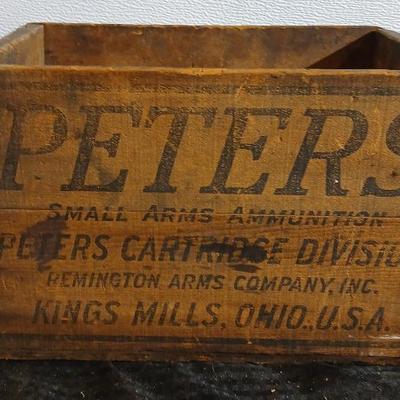 PETERS
SMALL ARMS AMMUNITION
PETERS CARTRIDGE DIVISION
REMINGTON ARMS COMPANY, INC.
KINGS MILLS, OHIO., U.S.A.